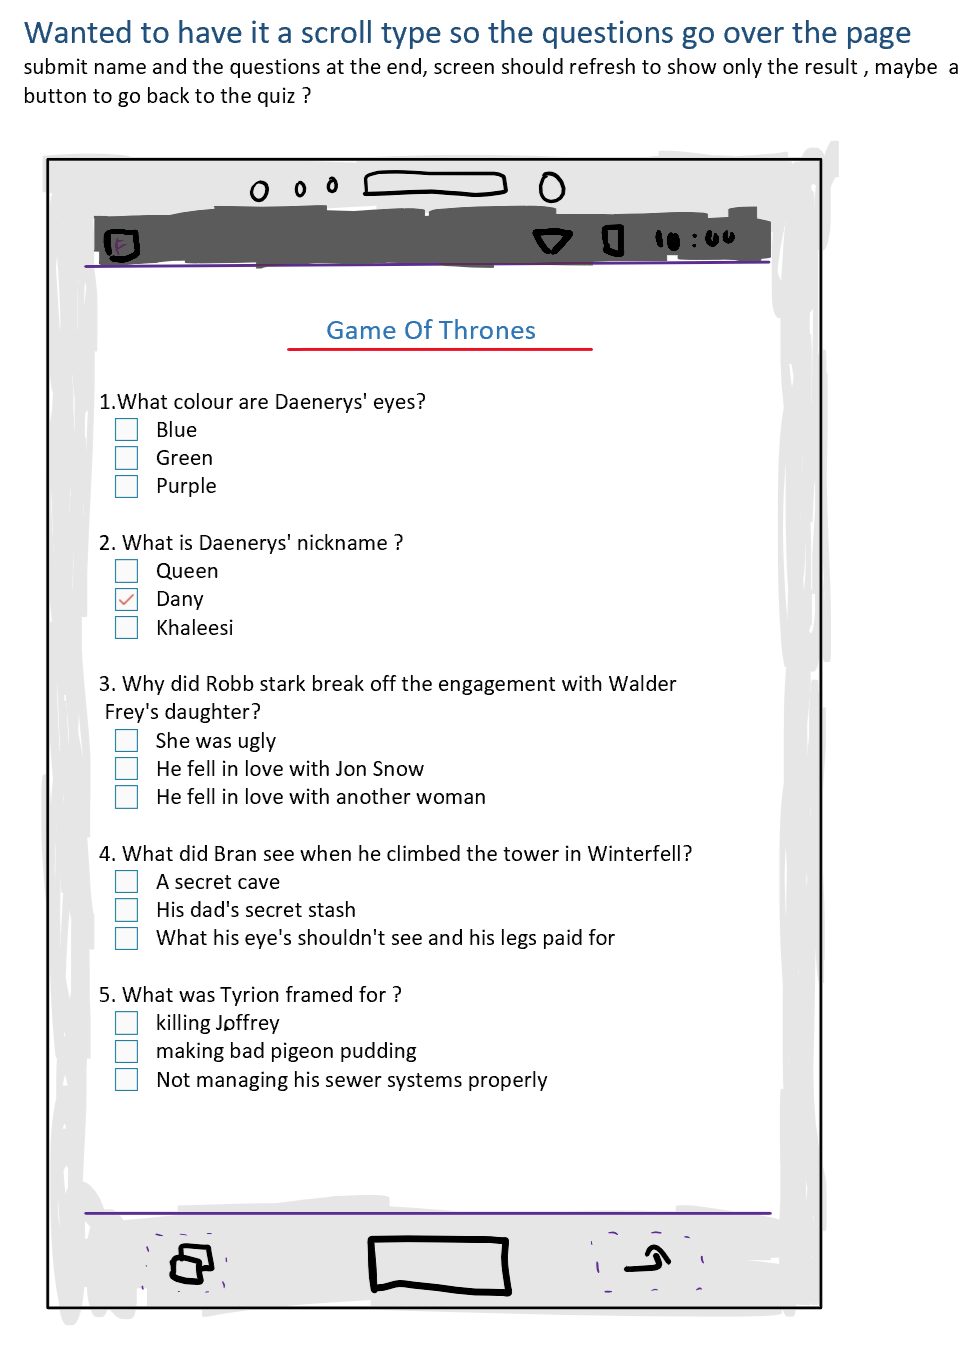 Wanted to have it a scroll type so the questions go over the page
submit name and the questions at the end, screen should refresh to show only the result , maybe a
button to go back to the quiz ?
10:00
Game Of Thrones
1.What colour are Daenerys' eyes?
Blue
Green
Purple
2. What is Daenerys' nickname ?
Queen
Dany
Khaleesi
3. Why did Robb stark break off the engagement with Walder
Frey's daughter?
She was ugly
He fell in love with Jon Snow
He fell in love with another woman
4. What did Bran see when he climbed the tower in Winterfell?
A secret cave
His dad's secret stash
What his eye's shouldn't see and his legs paid for
5. What was Tyrion framed for ?
killing Joffrey
making bad pigeon pudding
Not managing his sewer systems properly